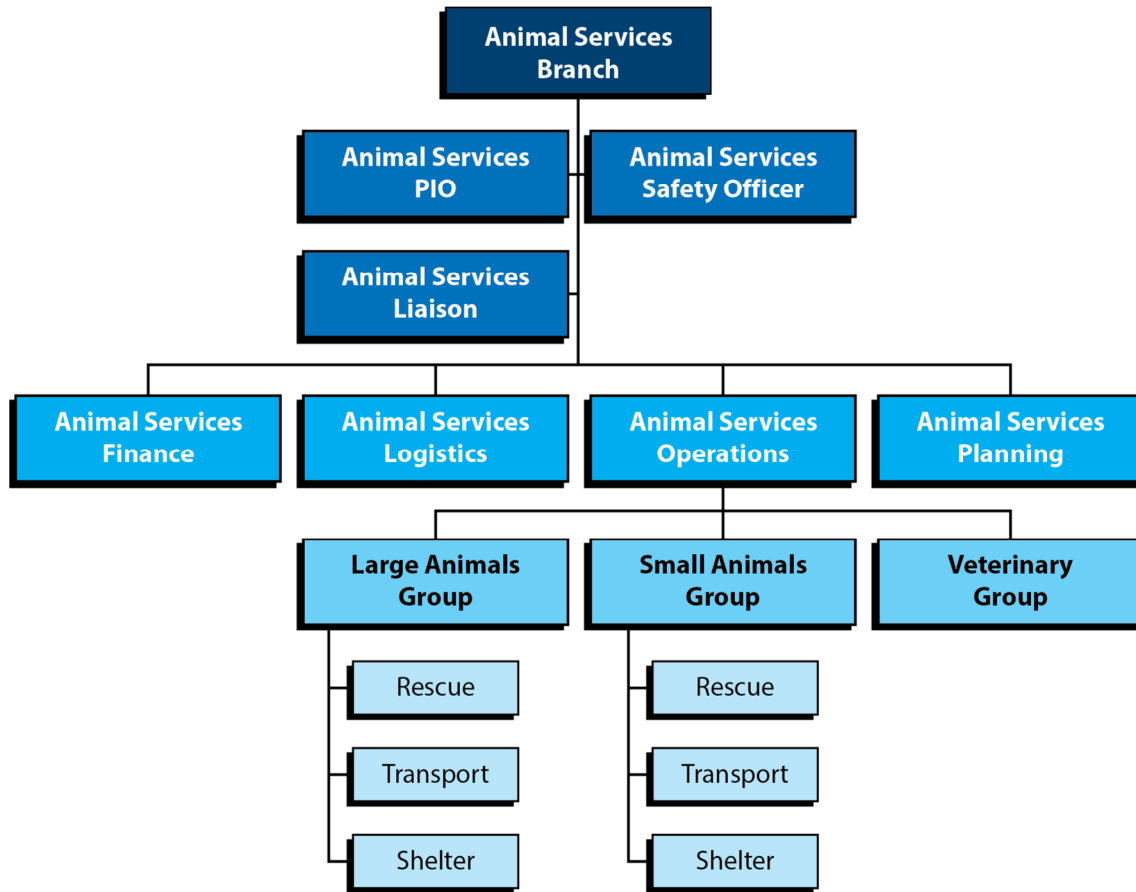 Animal Services
Branch
Animal Services
PIO
Animal Services
Safety Officer
Animal Services
Liaison
Animal Services
Finance
Animal Services
Logistics
Animal Services
Operations
Animal Services
Planning
Large Animals
Group
Small Animals
Group
Veterinary
Group
Rescue
Transport
Shelter
Rescue
Transport
Shelter